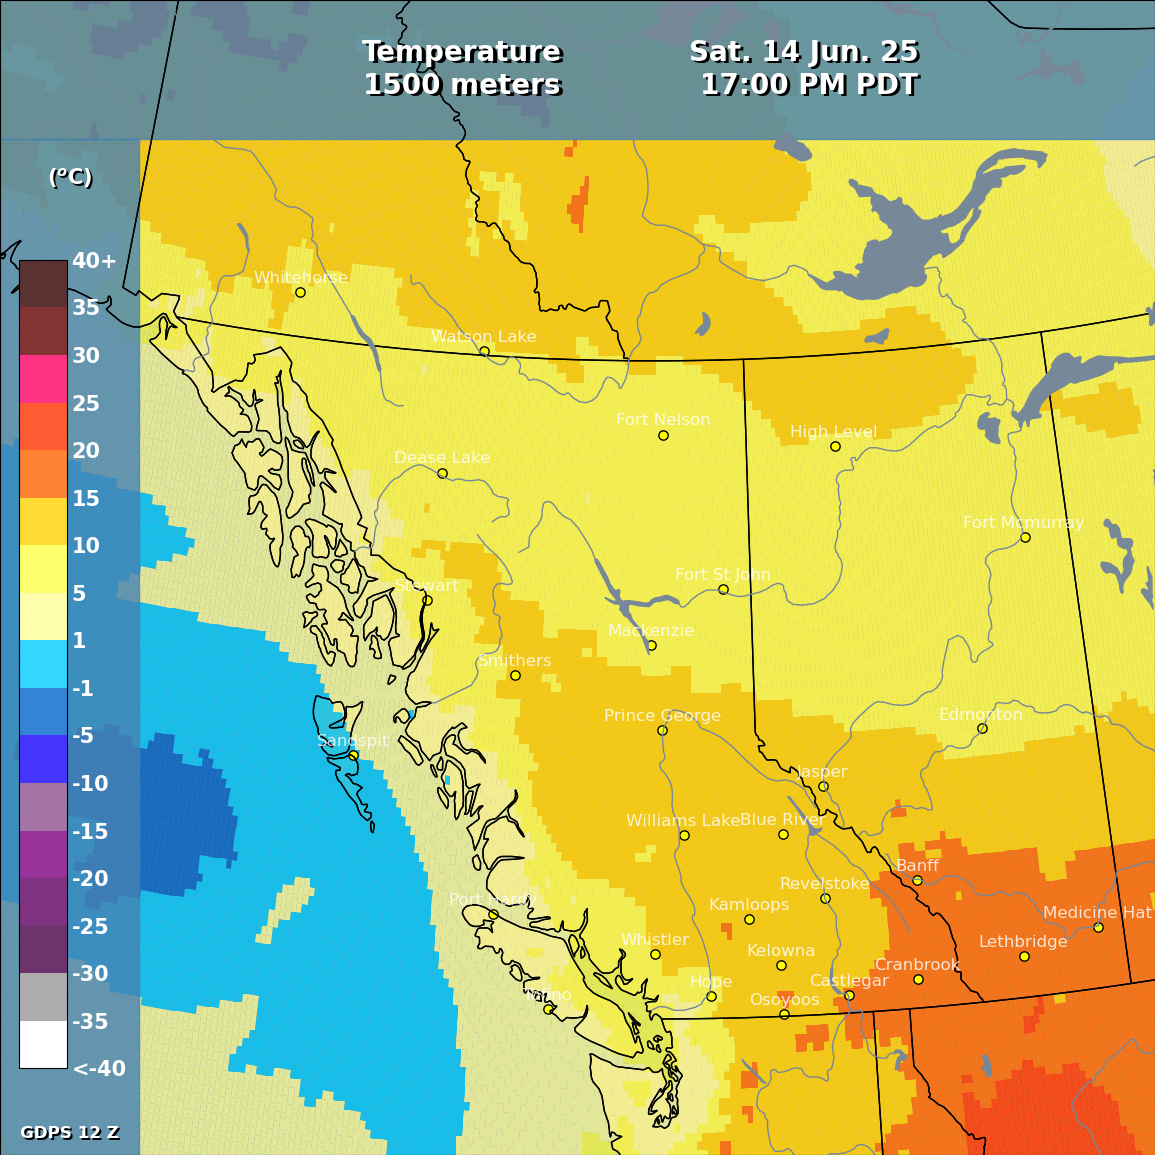 Temperature
1500 meters
Sat. 14 Jun. 25
17:00 PM PDT
(°C)
40+
35
30
25
20
15
10
5
1
-1
-5
-10
-15
-20
-25
-30
-35
<-40
GDPS 12 Z
Whitehorse
Watson Lake
Fort Nelson
High Level
Dease Lake
Fort Mcmurray
Fort St John
Stewart
Mackenzie
Smithers
Prince George
Edmonton
Sandspit
Jasper
Williams Lake
Blue River
Banff
Revelstoke
Port Hardy
Kamloops
Medicine Hat
Whistler
Kelowna
Lethbridge
Cranbrook
Hope
Castlegar
Tofino
Osoyoos